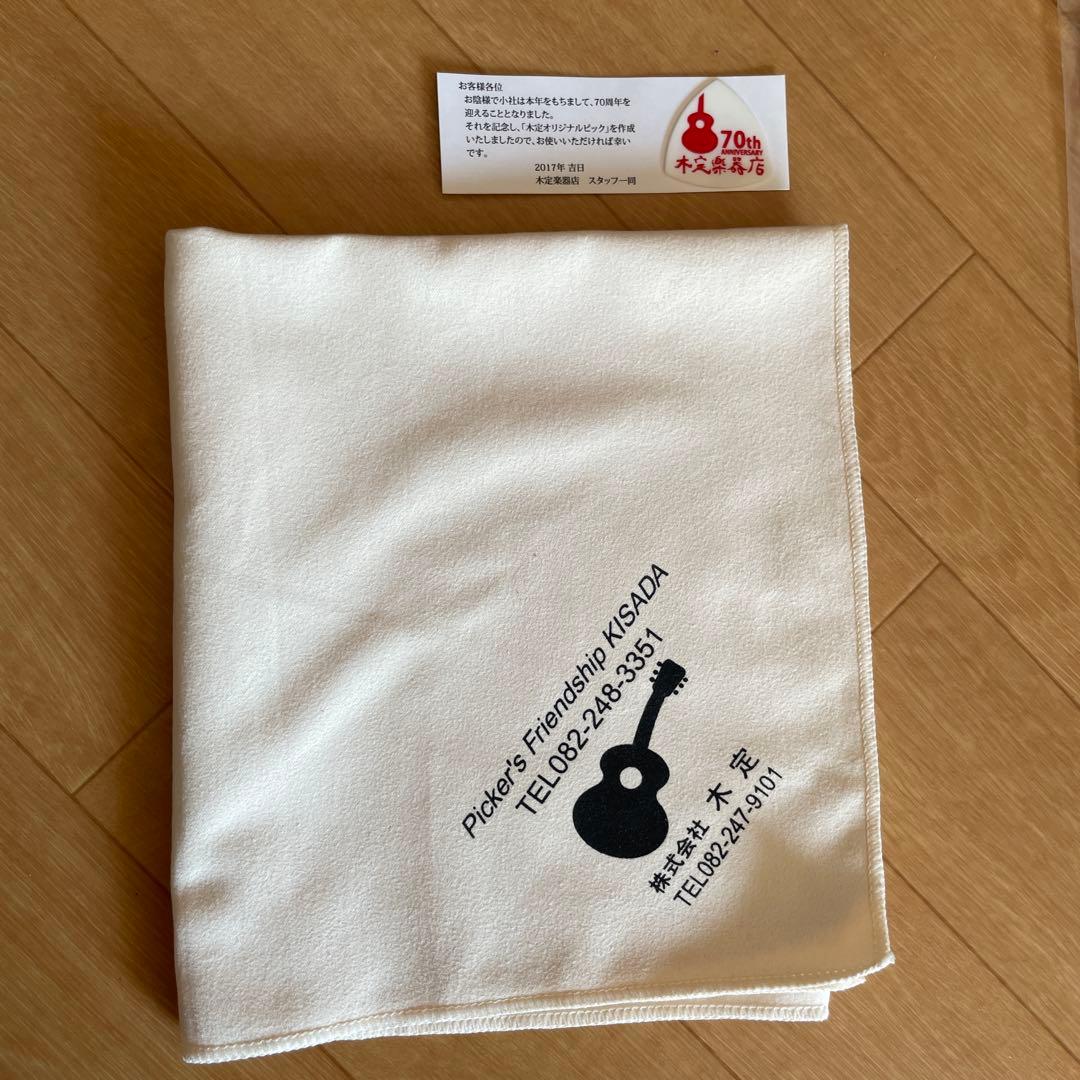 お客様各位
お陰様で小社は本年をもちまして、70周年を
迎えることとなりました。
それを記念し、「木定オリジナルピック」を作成
いたしましたので、お使いいただければ幸い
です。
2017年 吉日
木定楽器店　スタッフ一同
70th
ANNIVERSARY
木定楽器店
Picker's Friendship KISADA
TEL082-248-3351
株式会社 木 定
TEL082-247-9101